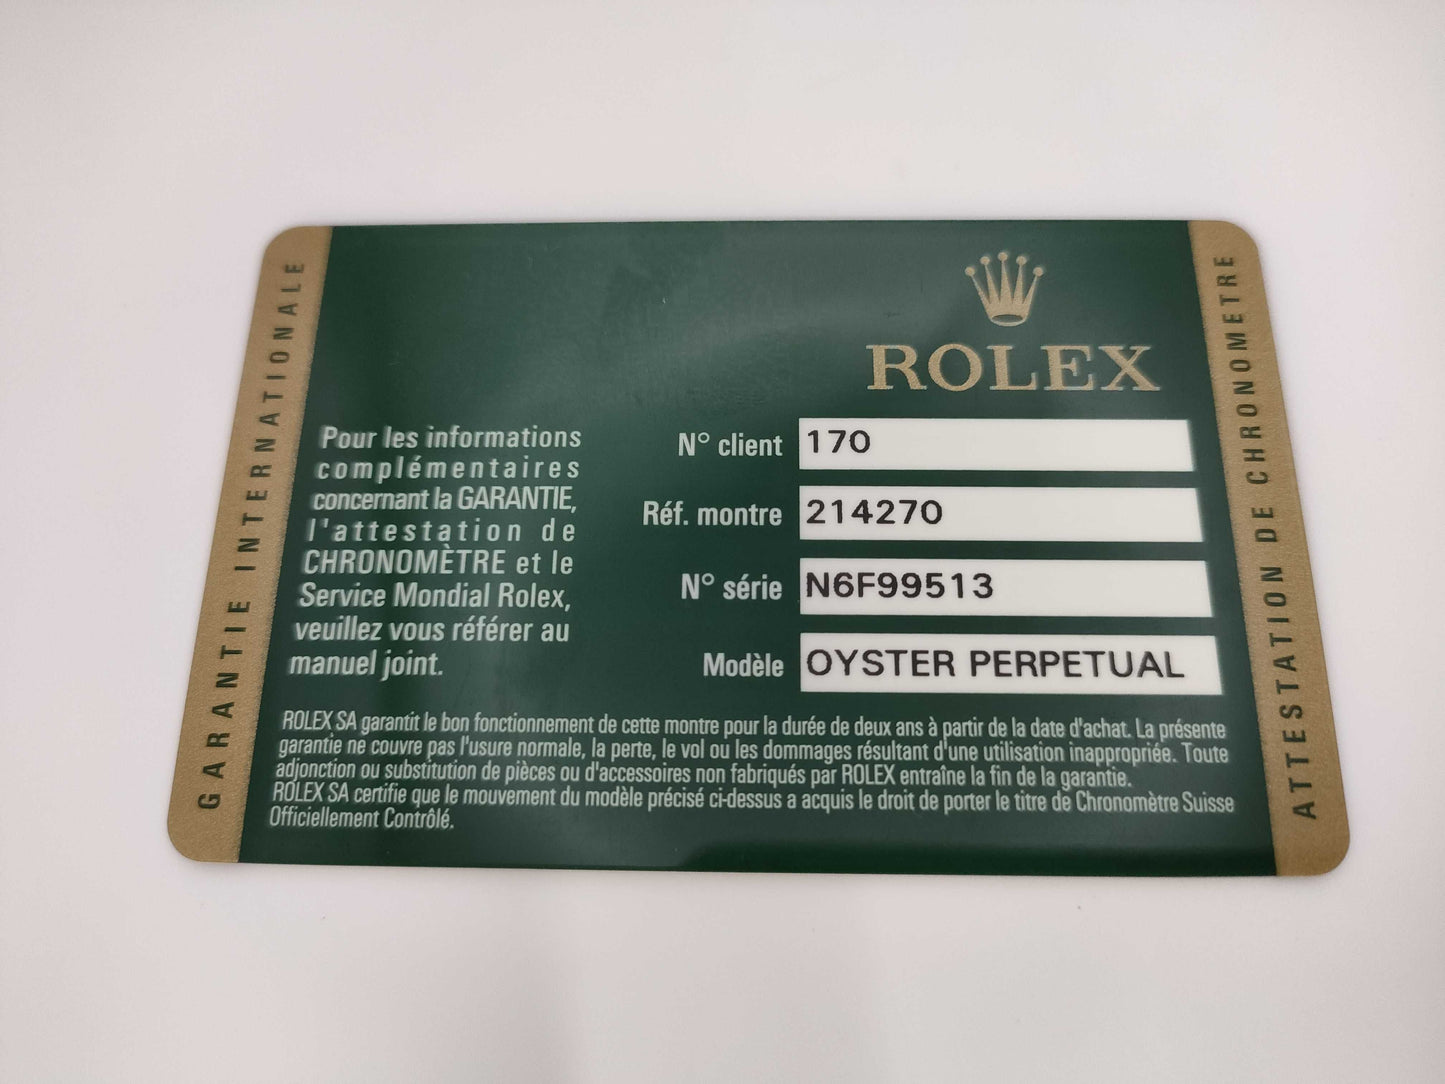 GARANTIE INTERNATIONALE
ROLEX
Pour les informations
complémentaires
concernant la GARANTIE,
l'attestation de
CHRONOMÈTRE et le
Service Mondial Rolex,
veuillez vous référer au
manuel joint.
N° client 170
Réf. montre 214270
N° série N6F99513
Modèle OYSTER PERPETUAL
ROLEX SA garantit le bon fonctionnement de cette montre pour la durée de deux ans à partir de la date d'achat. La présente
garantie ne couvre pas l'usure normale, la perte, le vol ou les dommages résultant d'une utilisation inappropriée. Toute
adjonction ou substitution de pièces ou d'accessoires non fabriqués par ROLEX entraîne la fin de la garantie.
ROLEX SA certifie que le mouvement du modèle précisé ci-dessus a acquis le droit de porter le titre de Chronomètre Suisse
Officiellement Contrôlé.
ATTESTATION DE CHRONOMETRE